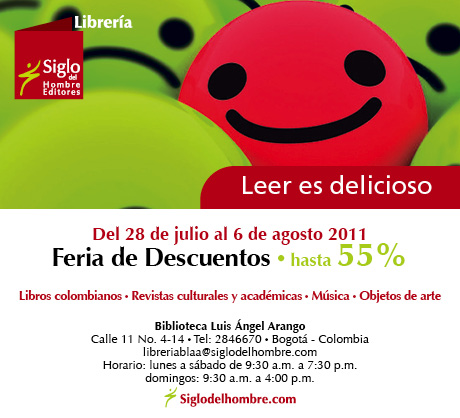 Librería
Siglo
del
Hombre
Editores
Leer es delicioso
Del 28 de julio al 6 de agosto 2011
Feria de Descuentos • hasta 55%
Libros colombianos • Revistas culturales y académicas • Música • Objetos de arte
Biblioteca Luis Ángel Arango
Calle 11 No. 4-14 • Tel: 2846670 • Bogotá - Colombia
libreriablaa@siglodelhombre.com
Horario: lunes a sábado de 9:30 a.m. a 7:30 p.m.
domingos: 9:30 a.m. a 4:00 p.m.
Siglodelhombre.com